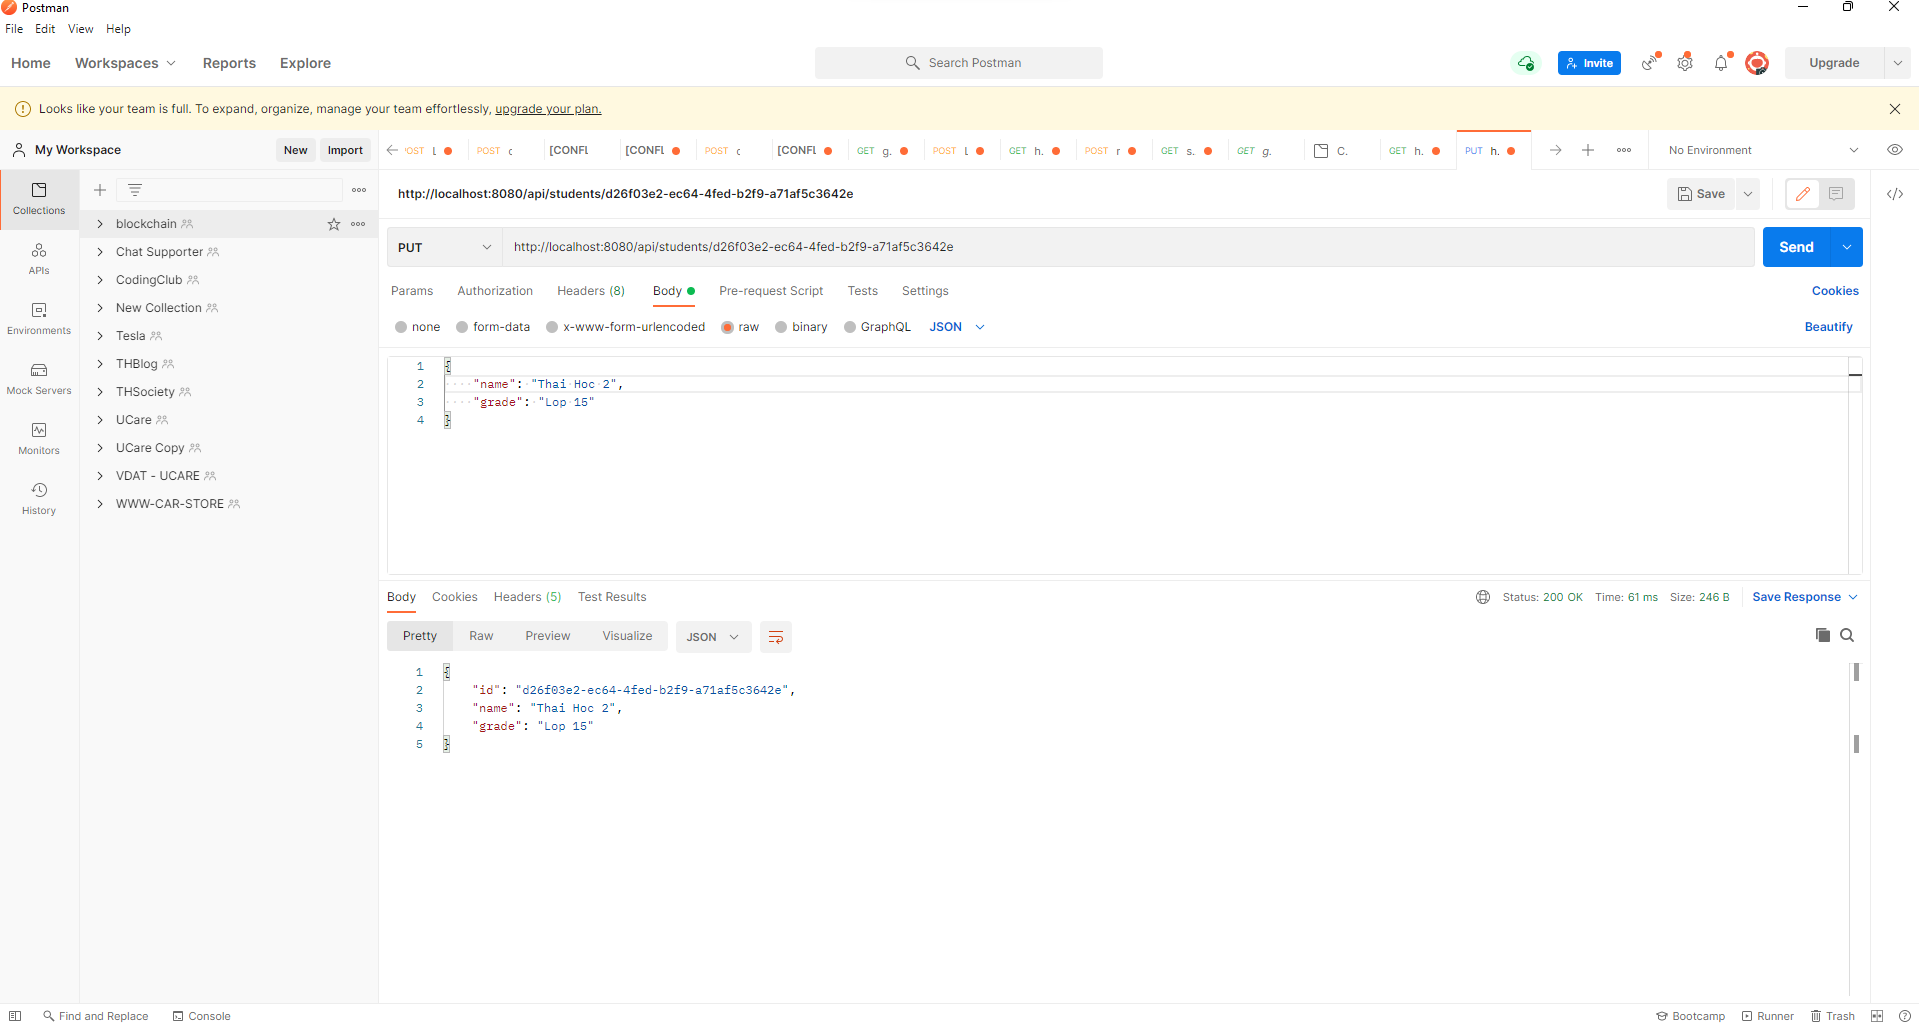 Postman
File Edit View Help
Home Workspaces Reports Explore
Search Postman
Invite
Upgrade
Looks like your team is full. To expand, organize, manage your team effortlessly, upgrade your plan.
My Workspace
New Import
OST POST c [CONFL [CONFL POST [CONFL GET g. POST GET h. POST r GET s. GET g. C. GET h. PUT h.
No Environment
Collections
APIs
Environments
Mock Servers
Monitors
History
blockchain
Chat Supporter
CodingClub
New Collection
Tesla
THBlog
THSociety
UCare
UCare Copy
VDAT - UCARE
WWW-CAR-STORE
http://localhost:8080/api/students/d26f03e2-ec64-4fed-b2f9-a71af5c3642e
Save
PUT http://localhost:8080/api/students/d26f03e2-ec64-4fed-b2f9-a71af5c3642e
Send
Params Authorization Headers (8) Body Pre-request Script Tests Settings
Cookies
none form-data x-www-form-urlencoded raw binary GraphQL JSON
Beautify
1 {
2 "name": "Thai Hoc 2",
3 "grade": "Lop 15"
4 }
Body Cookies Headers (5) Test Results
Status: 200 OK Time: 61 ms Size: 246 B
Save Response
Pretty Raw Preview Visualize JSON
1 {
2 "id": "d26f03e2-ec64-4fed-b2f9-a71af5c3642e",
3 "name": "Thai Hoc 2",
4 "grade": "Lop 15"
5 }
Find and Replace Console
Bootcamp Runner Trash